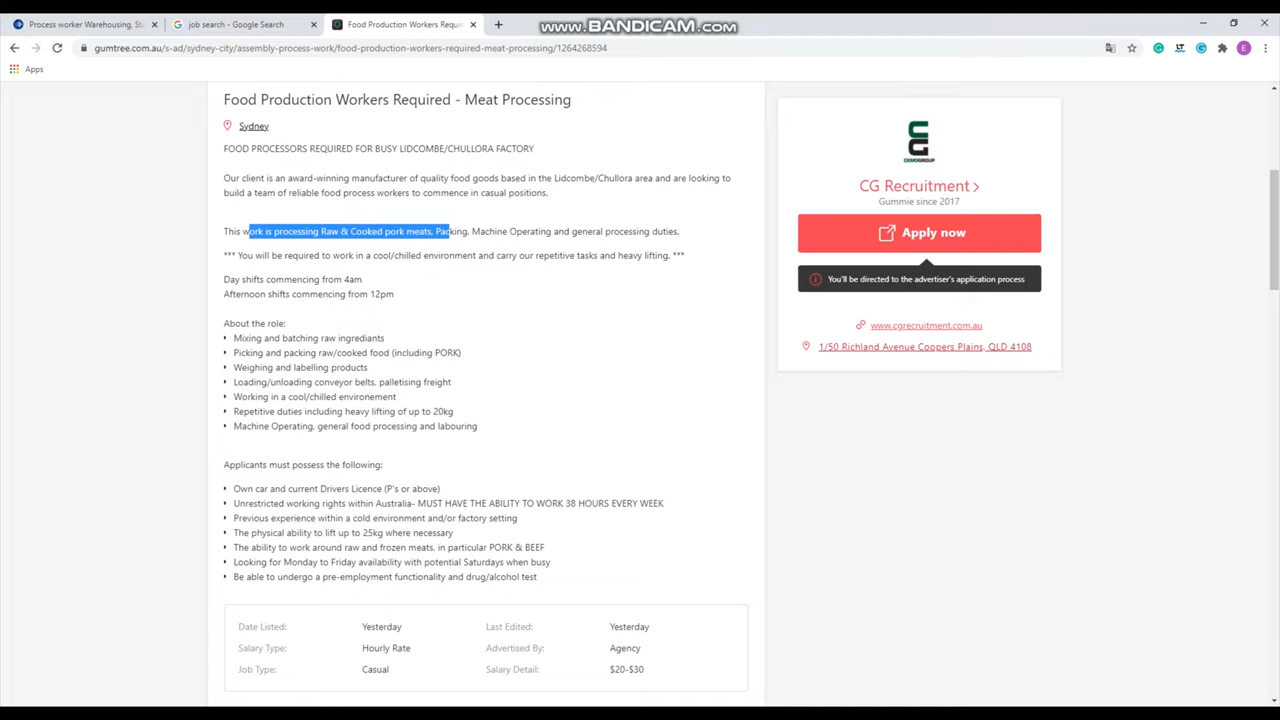 Process worker Warehousing, St
job search - Google Search
Food Production Workers Requi
www.BANDICAM.com
gumtree.com.au/s-ad/sydney-city/assembly-process-work/food-production-workers-required-meat-processing/1264268594
LT
E
Apps
Food Production Workers Required - Meat Processing
Sydney
FOOD PROCESSORS REQUIRED FOR BUSY LIDCOMBE/CHULLORA FACTORY
Our client is an award-winning manufacturer of quality food goods based in the Lidcombe/Chullora area and are looking to
build a team of reliable food process workers to commence in casual positions.
This work is processing Raw & Cooked pork meats, Packing, Machine Operating and general processing duties.
*** You will be required to work in a cool/chilled environment and carry our repetitive tasks and heavy lifting. ***
Day shifts commencing from 4am
Afternoon shifts commencing from 12pm
About the role:
• Mixing and batching raw ingrediants
• Picking and packing raw/cooked food (including PORK)
• Weighing and labelling products
• Loading/unloading conveyor belts, palletising freight
• Working in a cool/chilled environement
• Repetitive duties including heavy lifting of up to 20kg
• Machine Operating, general food processing and labouring
Applicants must possess the following:
• Own car and current Drivers Licence (P's or above)
• Unrestricted working rights within Australia- MUST HAVE THE ABILITY TO WORK 38 HOURS EVERY WEEK
• Previous experience within a cold environment and/or factory setting
• The physical ability to lift up to 25kg where necessary
• The ability to work around raw and frozen meats, in particular PORK & BEEF
• Looking for Monday to Friday availability with potential Saturdays when busy
• Be able to undergo a pre-employment functionality and drug/alcohol test
Date Listed: Yesterday Last Edited: Yesterday
Salary Type: Hourly Rate Advertised By: Agency
Job Type: Casual Salary Detail: $20-$30
CEMOGROUP
CG Recruitment
Gummie since 2017
Apply now
You'll be directed to the advertiser's application process
www.cgrecruitment.com.au
1/50 Richland Avenue Coopers Plains, QLD 4108